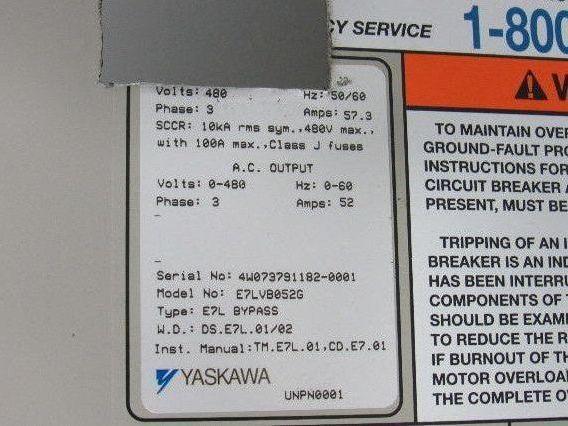 CY SERVICE 1-800
Volts: 480 Hz: 50/60
Phase: 3 Amps: 57.3
SCCR: 10kA rms sym.,480V max.,
with 100A max.,Class J fuses
A.C. OUTPUT
Volts: 0-480 Hz: 0-60
Phase: 3 Amps: 52
Serial No: 4W073791182-0001
Model No: E7LVB052G
Type: E7L BYPASS
W.D.: DS.E7L.01/02
Inst. Manual:TM.E7L.01,CD.E7.01
YASKAWA
UNPN0001
TO MAINTAIN OVER
GROUND-FAULT PRO
INSTRUCTIONS FOR
CIRCUIT BREAKER
PRESENT, MUST BE
TRIPPING OF AN I
BREAKER IS AN IND
HAS BEEN INTERRU
COMPONENTS OF
SHOULD BE EXAMI
TO REDUCE THE R
IF BURNOUT OF TH
MOTOR OVERLOA
THE COMPLETE O